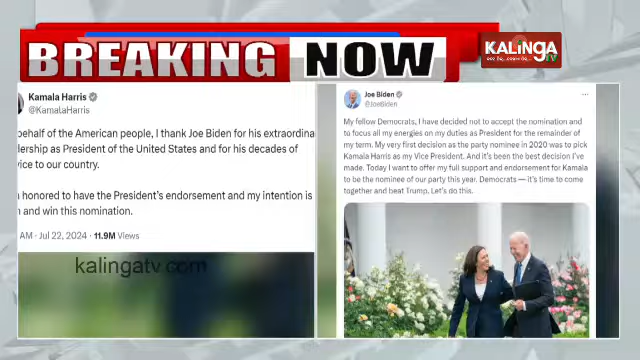 BREAKING NOW
KALINGA
TV
Kamala Harris
@KamalaHarris
behalf of the American people, I thank Joe Biden for his extraordina
dership as President of the United States and for his decades of
vice to our country.
honored to have the President's endorsement and my intention is
and win this nomination.
AM · Jul 22, 2024 · 11.9M Views
kalingatv.com
Joe Biden
@JoeBiden
My fellow Democrats, I have decided not to accept the nomination and
to focus all my energies on my duties as President for the remainder of
my term. My very first decision as the party nominee in 2020 was to pick
Kamala Harris as my Vice President. And it's been the best decision I've
made. Today I want to offer my full support and endorsement for Kamala
to be the nominee of our party this year. Democrats — it's time to come
together and beat Trump. Let's do this.